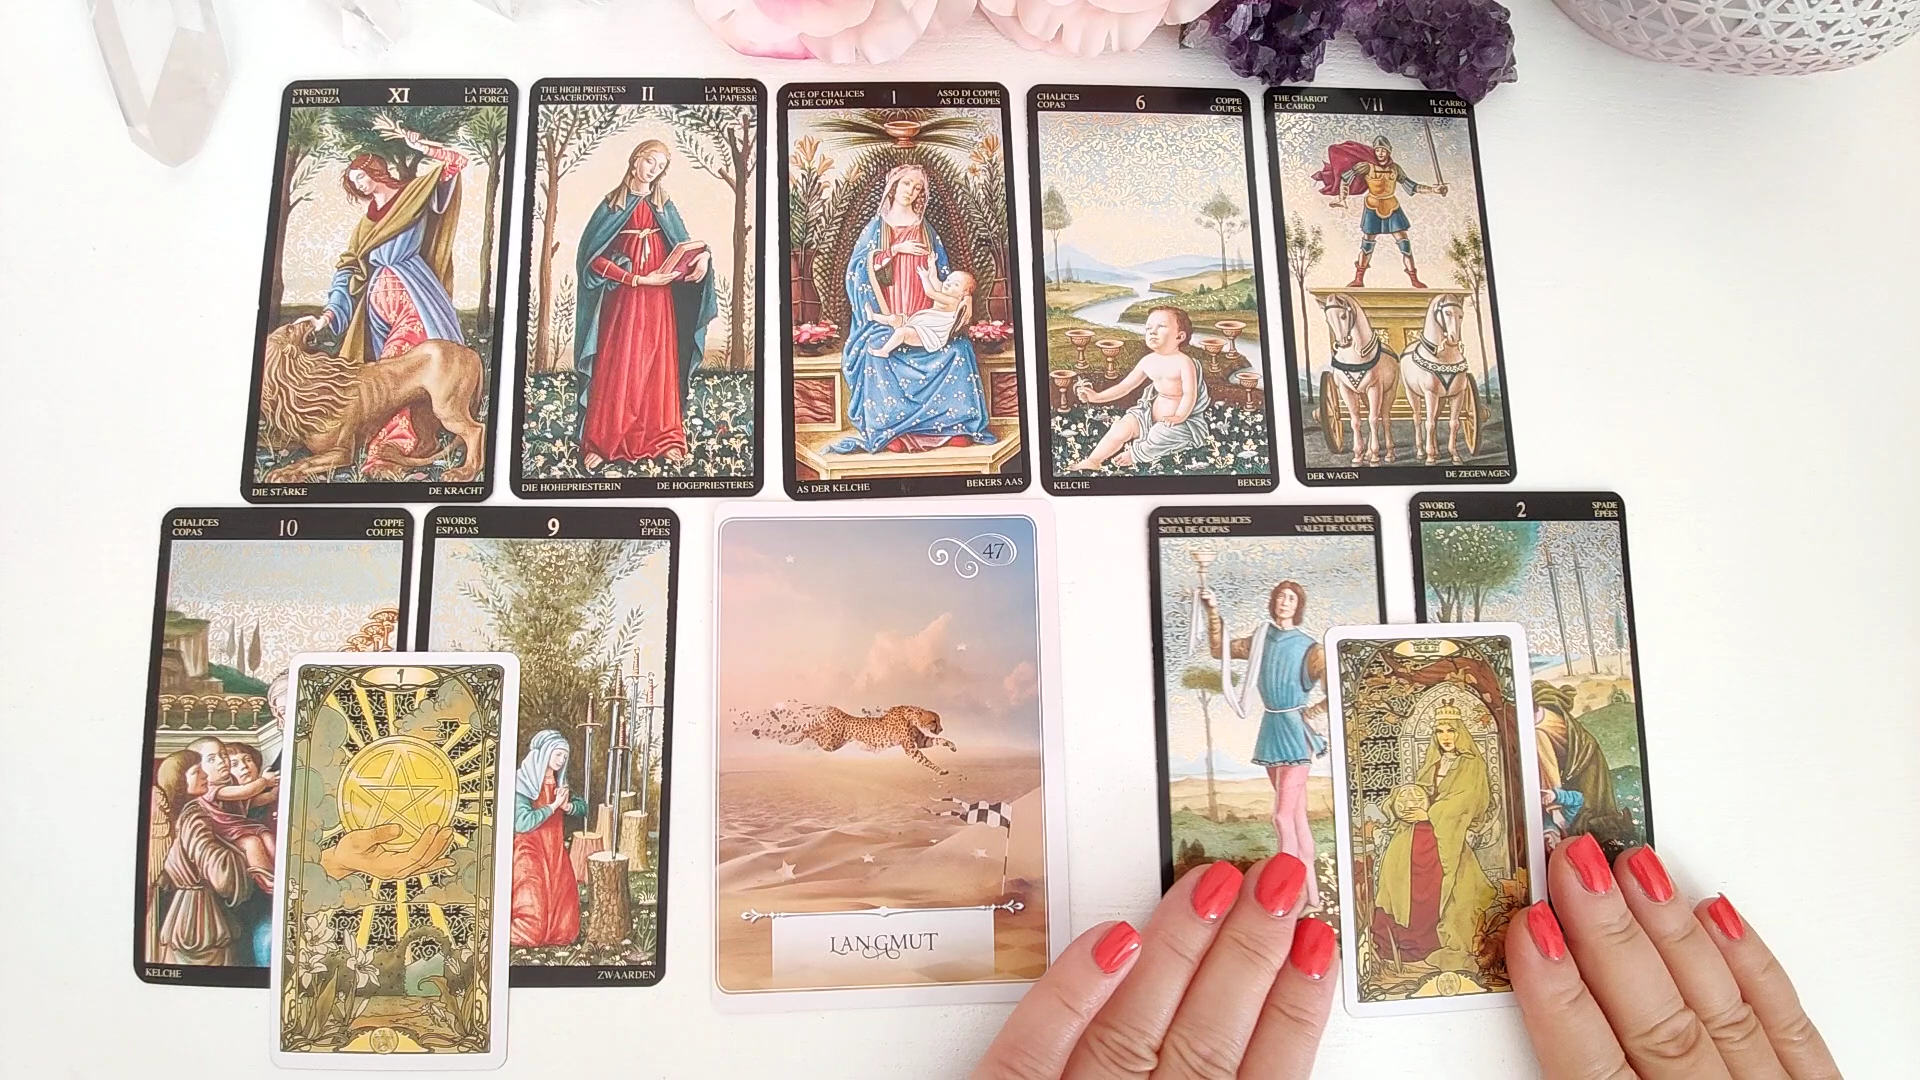 STRENGTH
LA FUERZA
XI
LA FORZA
LA FORCE
DIE STÄRKE
DE KRACHT
THE HIGH PRIESTESS
LA SACERDOTISA
II
LA PAPESSA
LA PAPESSE
DIE HOHEPRIESTERIN
DE HOGEPRIESTERES
ACE OF CHALICES
AS DE COPAS
I
ASSO DI COPPE
AS DE COUPES
AS DER KELCHE
BEKERS AAS
CHALICES
COPAS
6
COPPE
COUPES
KELCHE
BEKERS
THE CHARIOT
EL CARRO
VII
IL CARRO
LE CHAR
DER WAGEN
DE ZEGEWAGEN
CHALICES
COPAS
10
COPPE
COUPES
KELCHE
SWORDS
ESPADAS
9
SPADE
ÉPÉES
ZWAARDEN
1
47
LANGMUT
KNAVE OF CHALICES
SOTA DE COPAS
FANTE DI COPPE
VALET DE COUPES
SWORDS
ESPADAS
2
SPADE
ÉPÉES